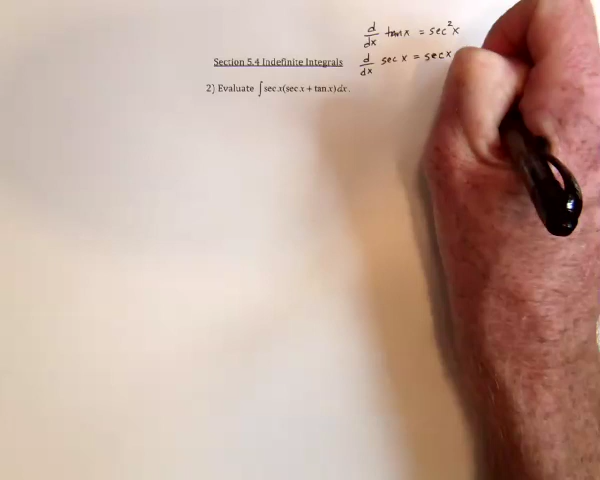 d/dx tan x = sec²x
Section 5.4 Indefinite Integrals
d/dx sec x = sec x
2) Evaluate ∫ sec x(sec x + tan x) dx.